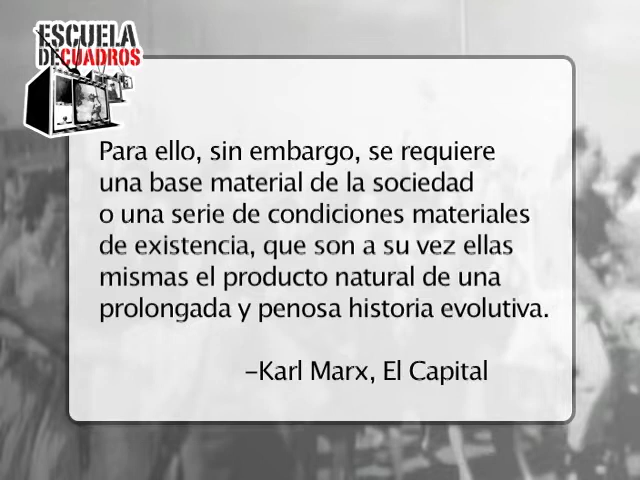 ESCUELA
DECUADROS
Para ello, sin embargo, se requiere
una base material de la sociedad
o una serie de condiciones materiales
de existencia, que son a su vez ellas
mismas el producto natural de una
prolongada y penosa historia evolutiva.
–Karl Marx, El Capital